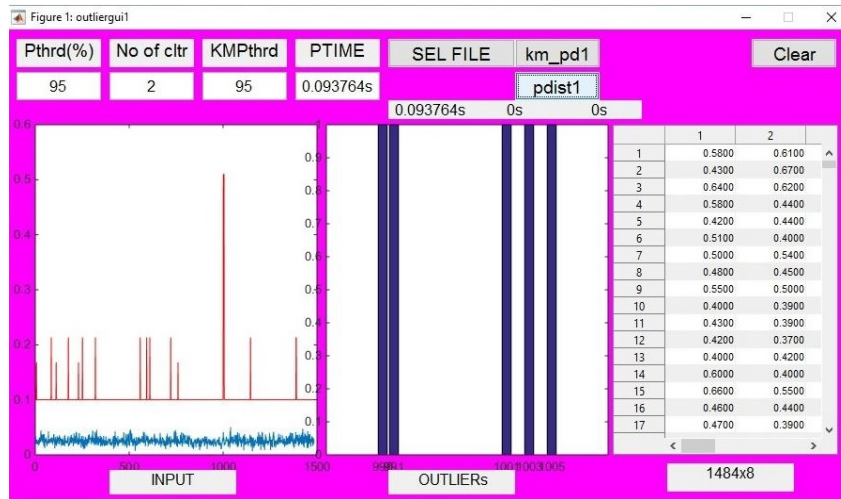 Figure 1: outliergui1
Pthrd(%) No of cltr KMPthrd PTIME SEL FILE km_pd1 Clear
95 2 95 0.093764s pdist1
0.093764s 0s 0s
0.6
0.5
0.4
0.3
0.2
0.1
0
0 500 1000 1500
INPUT
0.9
0.8
0.7
0.6
0.5
0.4
0.3
0.2
0.1
0
1003 1005
OUTLIERs
1 2
1 0.5800 0.6100
2 0.4300 0.6700
3 0.6400 0.6200
4 0.5800 0.4400
5 0.4200 0.4400
6 0.5100 0.4000
7 0.5000 0.5400
8 0.4800 0.4500
9 0.5500 0.5000
10 0.4000 0.3900
11 0.4300 0.3900
12 0.4200 0.3700
13 0.4000 0.4200
14 0.6000 0.4000
15 0.6600 0.5500
16 0.4600 0.4400
17 0.4700 0.3900
1484x8